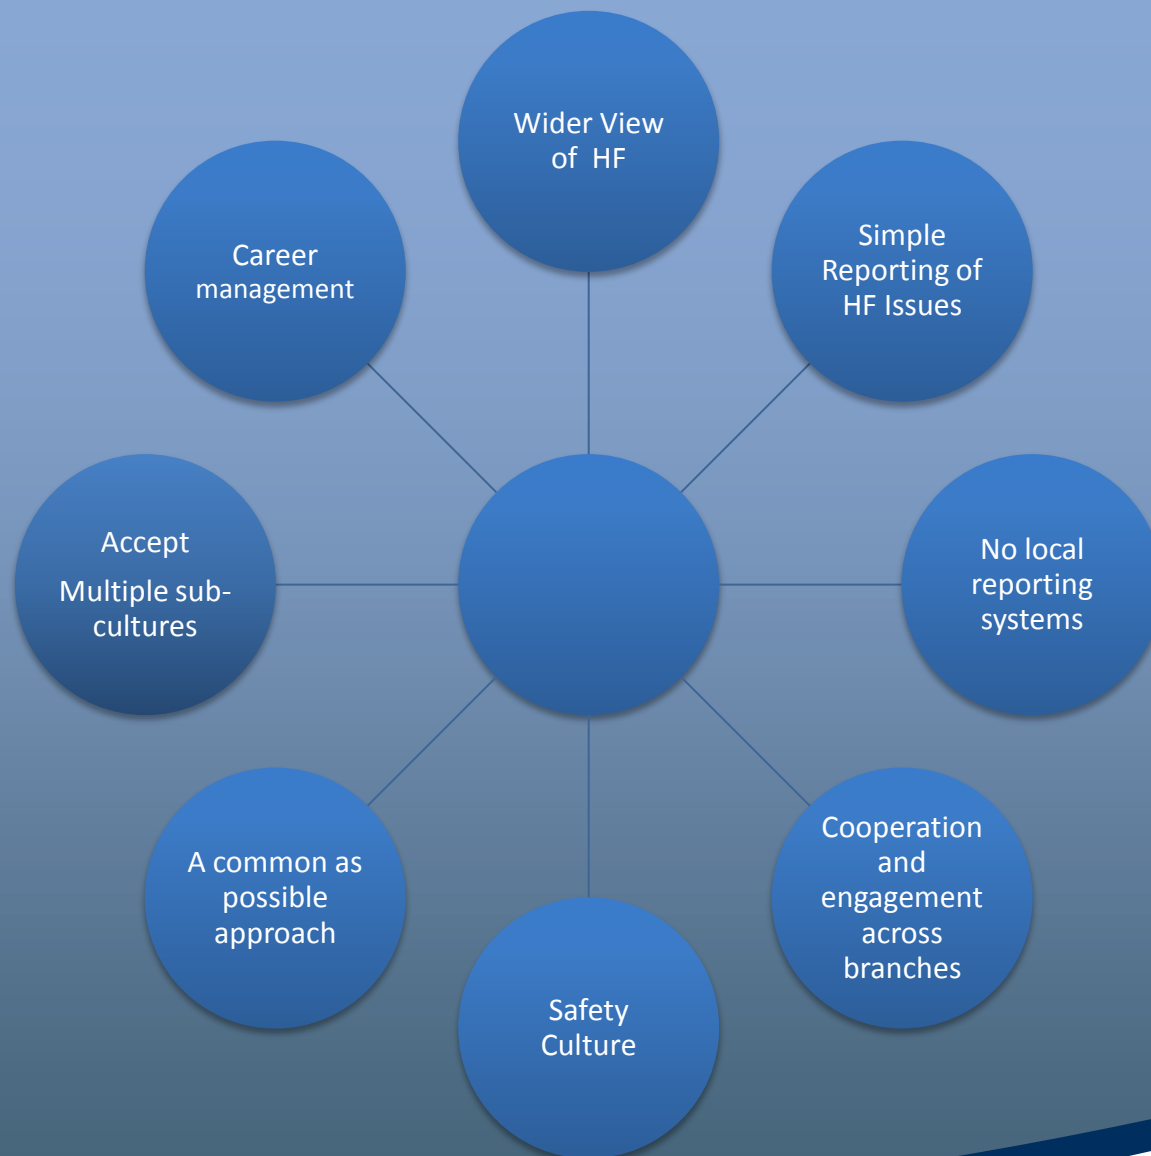 Wider View
of HF
Simple
Reporting of
HF Issues
No local
reporting
systems
Cooperation
and
engagement
across
branches
Safety
Culture
A common as
possible
approach
Accept
Multiple sub-
cultures
Career
management